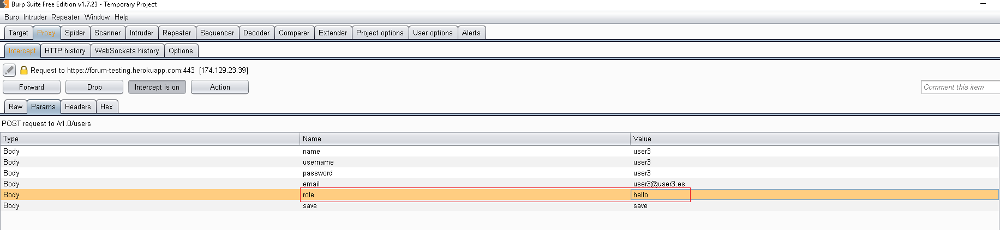 Burp Suite Free Edition v1.7.23 - Temporary Project
Burp Intruder Repeater Window Help
Target Proxy Spider Scanner Intruder Repeater Sequencer Decoder Comparer Extender Project options User options Alerts
Intercept HTTP history WebSockets history Options
Request to https://forum-testing.herokuapp.com:443 [174.129.23.39]
Forward Drop Intercept is on Action Comment this item
Raw Params Headers Hex
POST request to /v1.0/users
Type Name Value
Body name user3
Body username user3
Body password user3
Body email user3@user3.es
Body role hello
Body save save